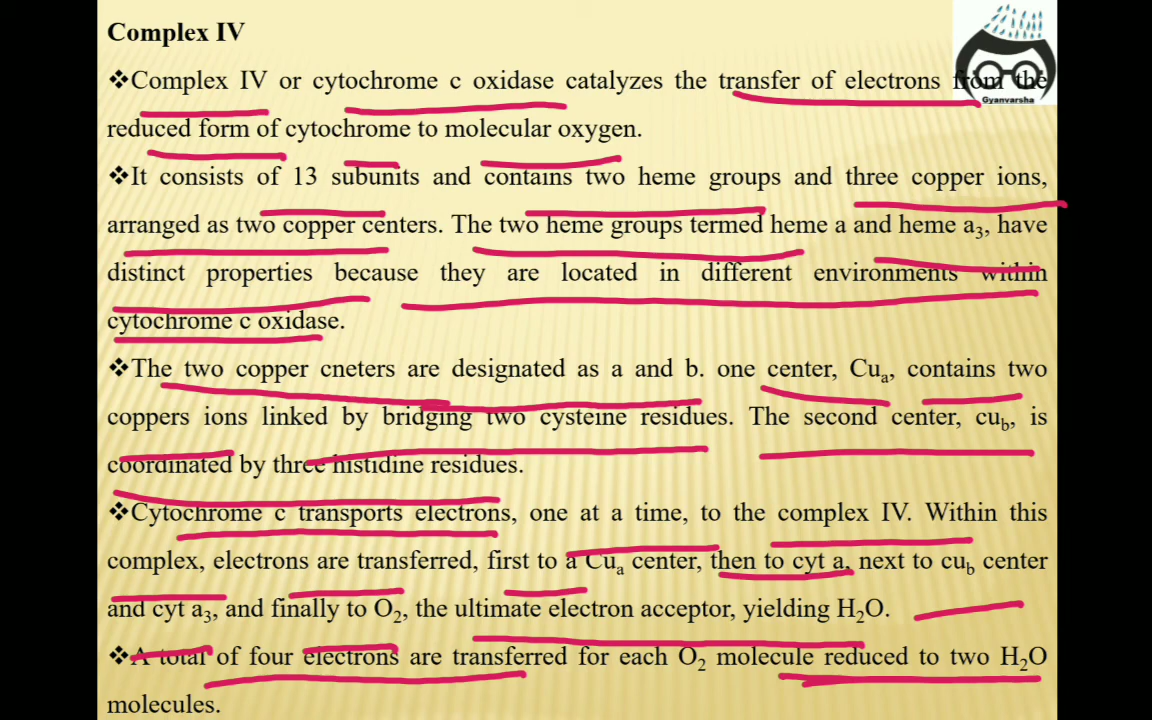 Complex IV
Gyanvarsha
❖Complex IV or cytochrome c oxidase catalyzes the transfer of electrons from the
reduced form of cytochrome to molecular oxygen.
❖It consists of 13 subunits and contains two heme groups and three copper ions,
arranged as two copper centers. The two heme groups termed heme a and heme a₃, have
distinct properties because they are located in different environments within
cytochrome c oxidase.
❖The two copper cneters are designated as a and b. one center, Cuₐ, contains two
coppers ions linked by bridging two cysteine residues. The second center, cu_b, is
coordinated by three histidine residues.
❖Cytochrome c transports electrons, one at a time, to the complex IV. Within this
complex, electrons are transferred, first to a Cuₐ center, then to cyt a, next to cu_b center
and cyt a₃, and finally to O₂, the ultimate electron acceptor, yielding H₂O.
❖A total of four electrons are transferred for each O₂ molecule reduced to two H₂O
molecules.